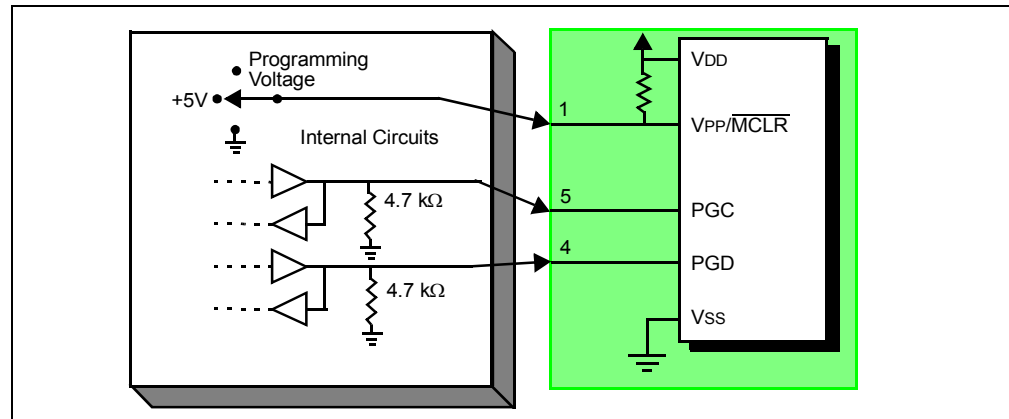 Programming
Voltage
+5V
Internal Circuits
4.7 kΩ
4.7 kΩ
1
5
4
VDD
VPP/MCLR
PGC
PGD
VSS